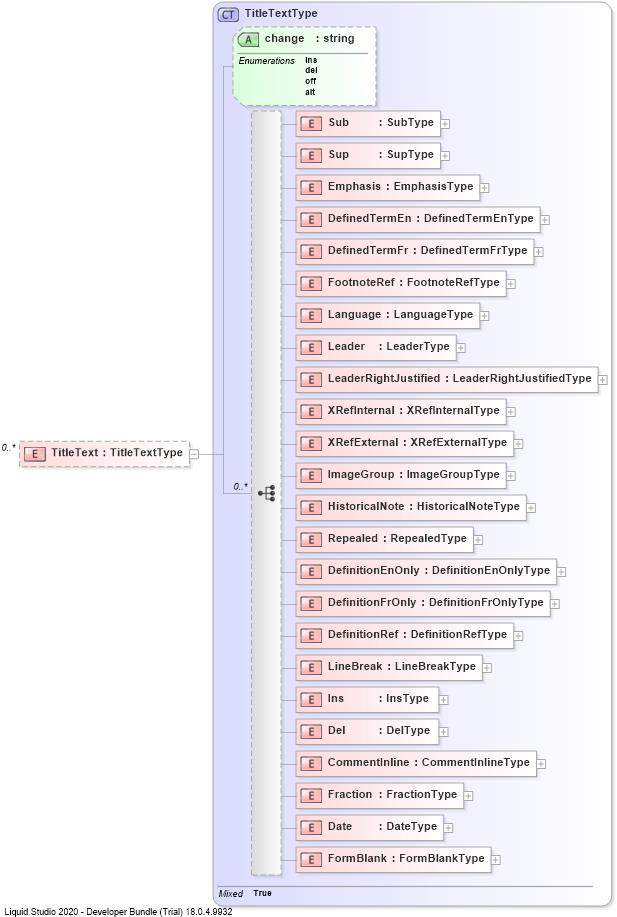 CT TitleTextType
A change : string
Enumerations ins
del
off
alt
E Sub : SubType
E Sup : SupType
E Emphasis : EmphasisType
E DefinedTermEn : DefinedTermEnType
E DefinedTermFr : DefinedTermFrType
E FootnoteRef : FootnoteRefType
E Language : LanguageType
E Leader : LeaderType
E LeaderRightJustified : LeaderRightJustifiedType
E XRefInternal : XRefInternalType
E XRefExternal : XRefExternalType
0..* E TitleText : TitleTextType
E ImageGroup : ImageGroupType
0..*
E HistoricalNote : HistoricalNoteType
E Repealed : RepealedType
E DefinitionEnOnly : DefinitionEnOnlyType
E DefinitionFrOnly : DefinitionFrOnlyType
E DefinitionRef : DefinitionRefType
E LineBreak : LineBreakType
E Ins : InsType
E Del : DelType
E CommentInline : CommentInlineType
E Fraction : FractionType
E Date : DateType
E FormBlank : FormBlankType
Mixed True
Liquid Studio 2020 - Developer Bundle (Trial) 18.0.4.9932